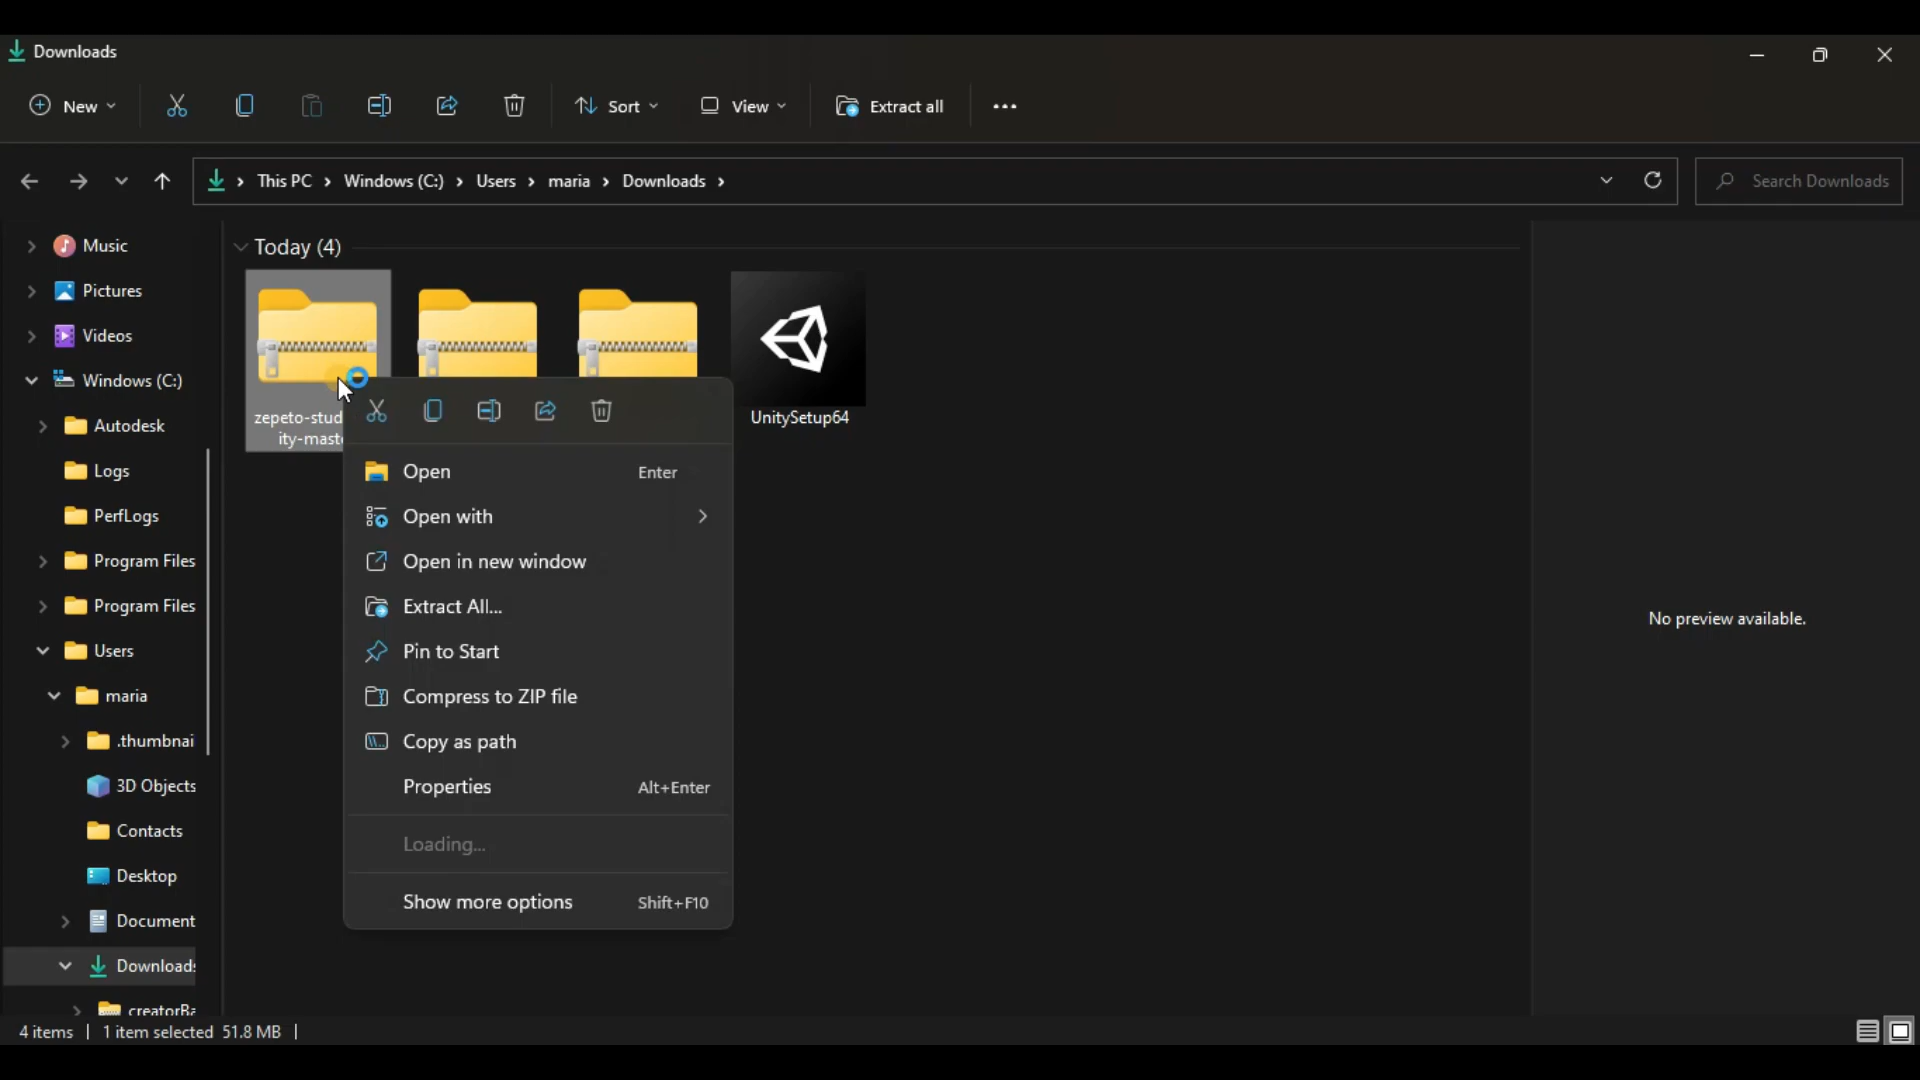 Downloads
New
Sort
View
Extract all
This PC > Windows (C:) > Users > maria > Downloads >
Search Downloads
Music
Pictures
Videos
Windows (C:)
Autodesk
Logs
PerfLogs
Program Files
Program Files
Users
maria
.thumbnai
3D Objects
Contacts
Desktop
Document
Downloads
creatorBa
Today (4)
zepeto-stud
ity-maste
UnitySetup64
Open Enter
Open with
Open in new window
Extract All...
Pin to Start
Compress to ZIP file
Copy as path
Properties Alt+Enter
Loading...
Show more options Shift+F10
No preview available.
4 items | 1 item selected 51.8 MB |